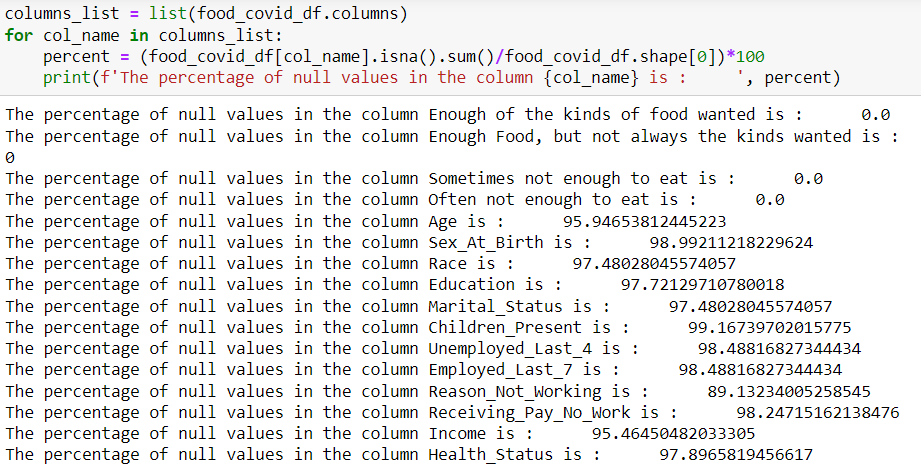 columns_list = list(food_covid_df.columns)
for col_name in columns_list:
    percent = (food_covid_df[col_name].isna().sum()/food_covid_df.shape[0])*100
    print(f'The percentage of null values in the column {col_name} is :     ', percent)
The percentage of null values in the column Enough of the kinds of food wanted is :      0.0
The percentage of null values in the column Enough Food, but not always the kinds wanted is :
0
The percentage of null values in the column Sometimes not enough to eat is :      0.0
The percentage of null values in the column Often not enough to eat is :      0.0
The percentage of null values in the column Age is :      95.94653812445223
The percentage of null values in the column Sex_At_Birth is :      98.99211218229624
The percentage of null values in the column Race is :      97.48028045574057
The percentage of null values in the column Education is :      97.72129710780018
The percentage of null values in the column Marital_Status is :      97.48028045574057
The percentage of null values in the column Children_Present is :      99.16739702015775
The percentage of null values in the column Unemployed_Last_4 is :      98.48816827344434
The percentage of null values in the column Employed_Last_7 is :      98.48816827344434
The percentage of null values in the column Reason_Not_Working is :      89.13234005258545
The percentage of null values in the column Receiving_Pay_No_Work is :      98.24715162138476
The percentage of null values in the column Income is :      95.46450482033305
The percentage of null values in the column Health_Status is :      97.8965819456617